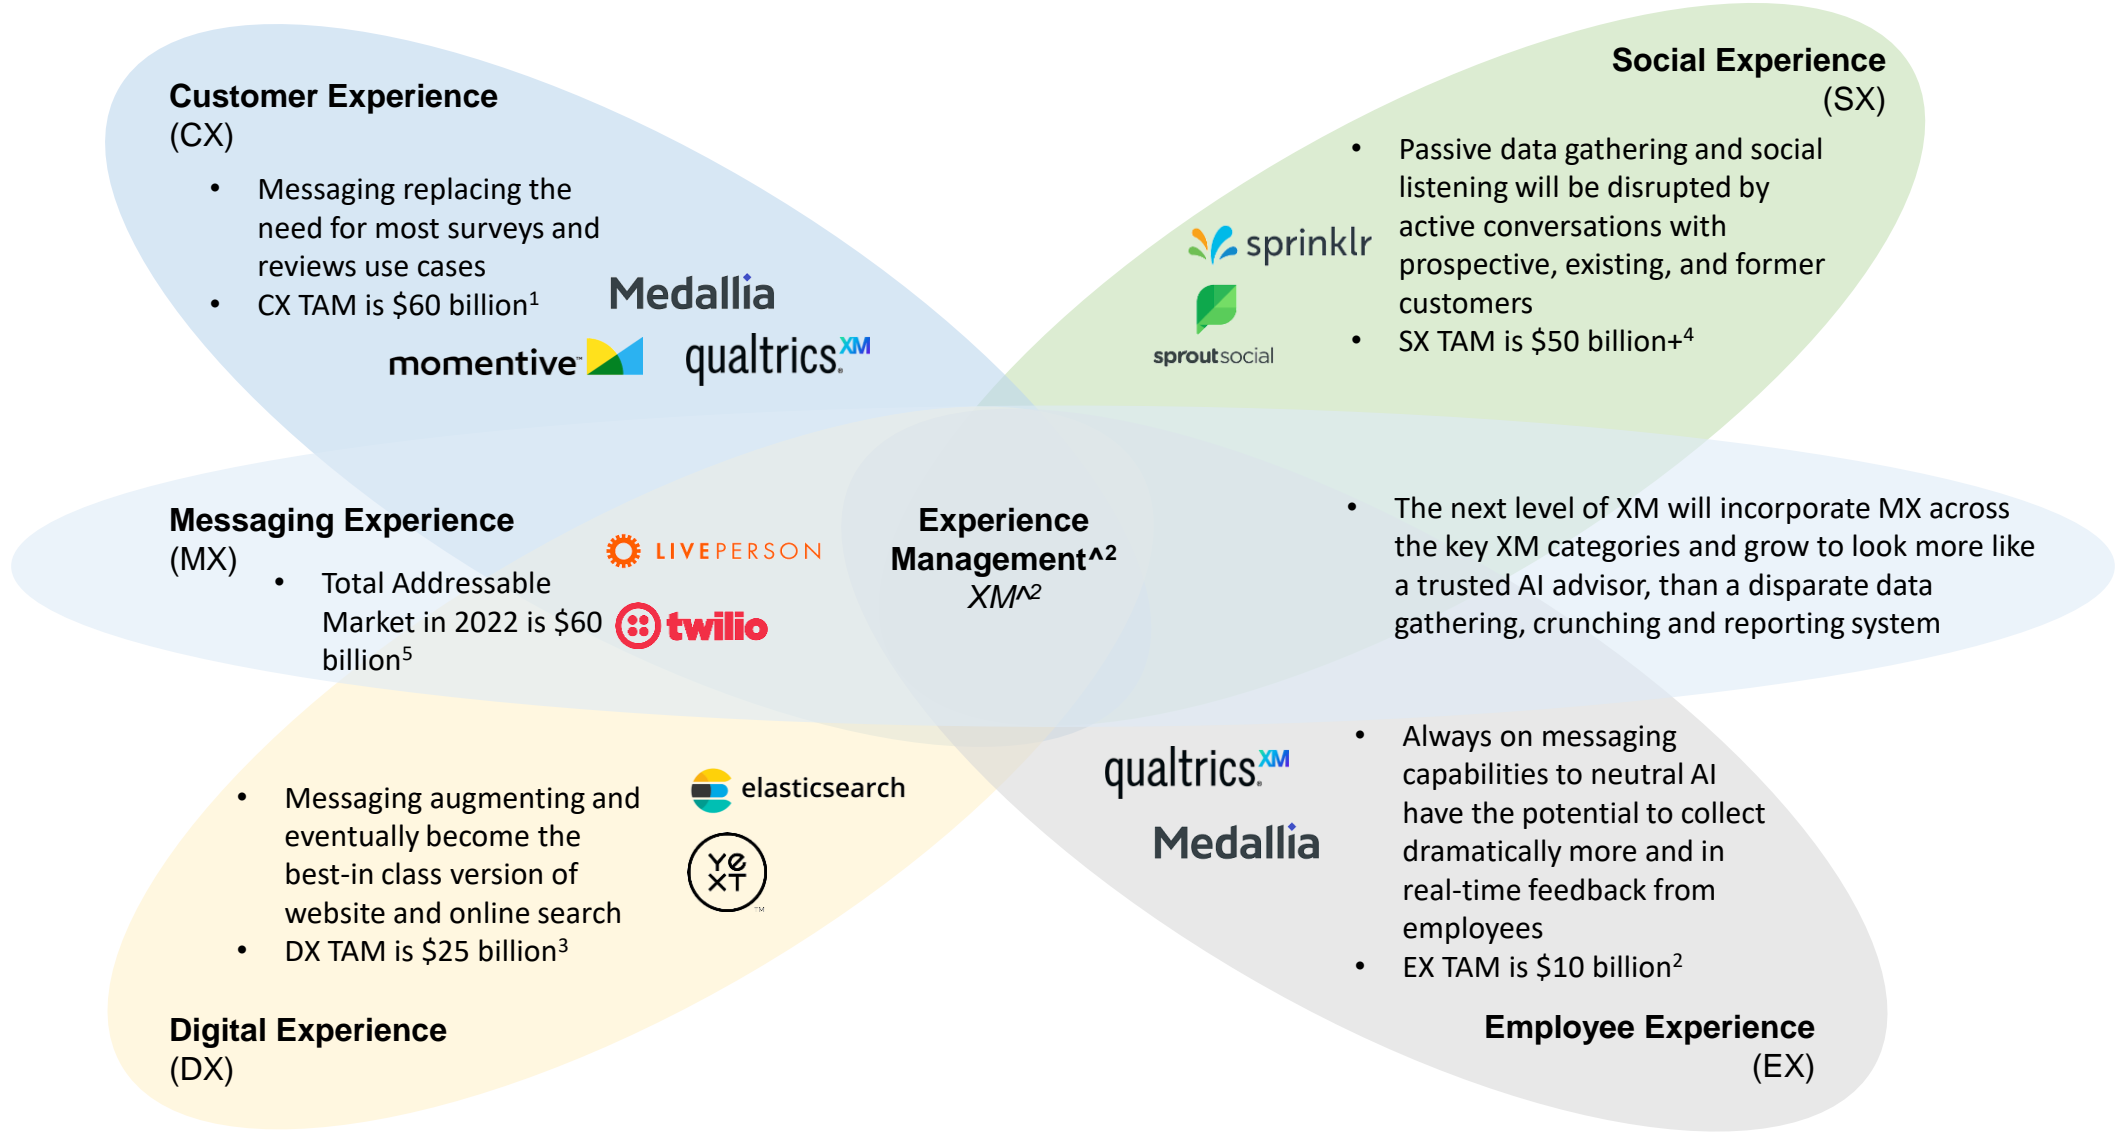 Customer Experience
(CX)
• Messaging replacing the
need for most surveys and
reviews use cases
• CX TAM is $60 billion1
Medallia
momentive™
qualtrics.XM
®
Social Experience
(SX)
• Passive data gathering and social
listening will be disrupted by
active conversations with
prospective, existing, and former
customers
• SX TAM is $50 billion+4
sprinklr
sproutsocial
Messaging Experience
(MX)
• Total Addressable
Market in 2022 is $60
billion5
LIVEPERSON
twilio
Experience
Management^2
XM^2
• The next level of XM will incorporate MX across
the key XM categories and grow to look more like
a trusted AI advisor, than a disparate data
gathering, crunching and reporting system
• Messaging augmenting and
eventually become the
best-in class version of
website and online search
• DX TAM is $25 billion3
elasticsearch
ye
xT
TM
Digital Experience
(DX)
qualtrics.XM
®
Medallia
• Always on messaging
capabilities to neutral AI
have the potential to collect
dramatically more and in
real-time feedback from
employees
• EX TAM is $10 billion2
Employee Experience
(EX)